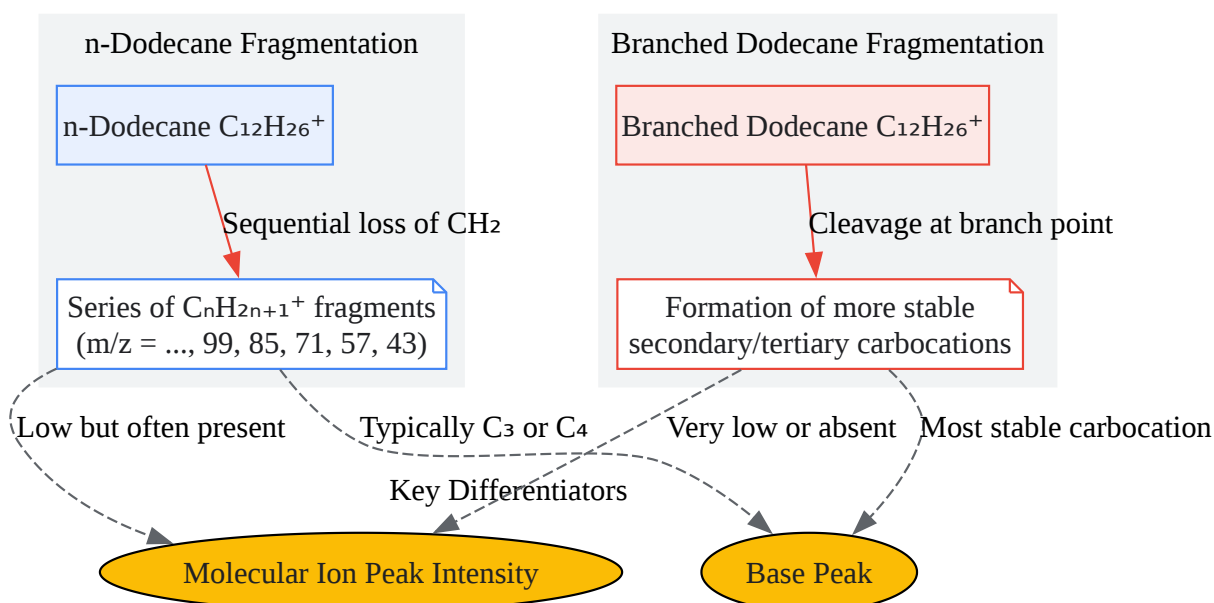 n-Dodecane Fragmentation
Branched Dodecane Fragmentation
n-Dodecane C₁₂H₂₆⁺
Branched Dodecane C₁₂H₂₆⁺
Sequential loss of CH₂
Cleavage at branch point
Series of CₙH₂ₙ₊₁⁺ fragments
(m/z = ..., 99, 85, 71, 57, 43)
Formation of more stable
secondary/tertiary carbocations
Low but often present
Typically C₃ or C₄
Very low or absent
Most stable carbocation
Key Differentiators
Molecular Ion Peak Intensity
Base Peak